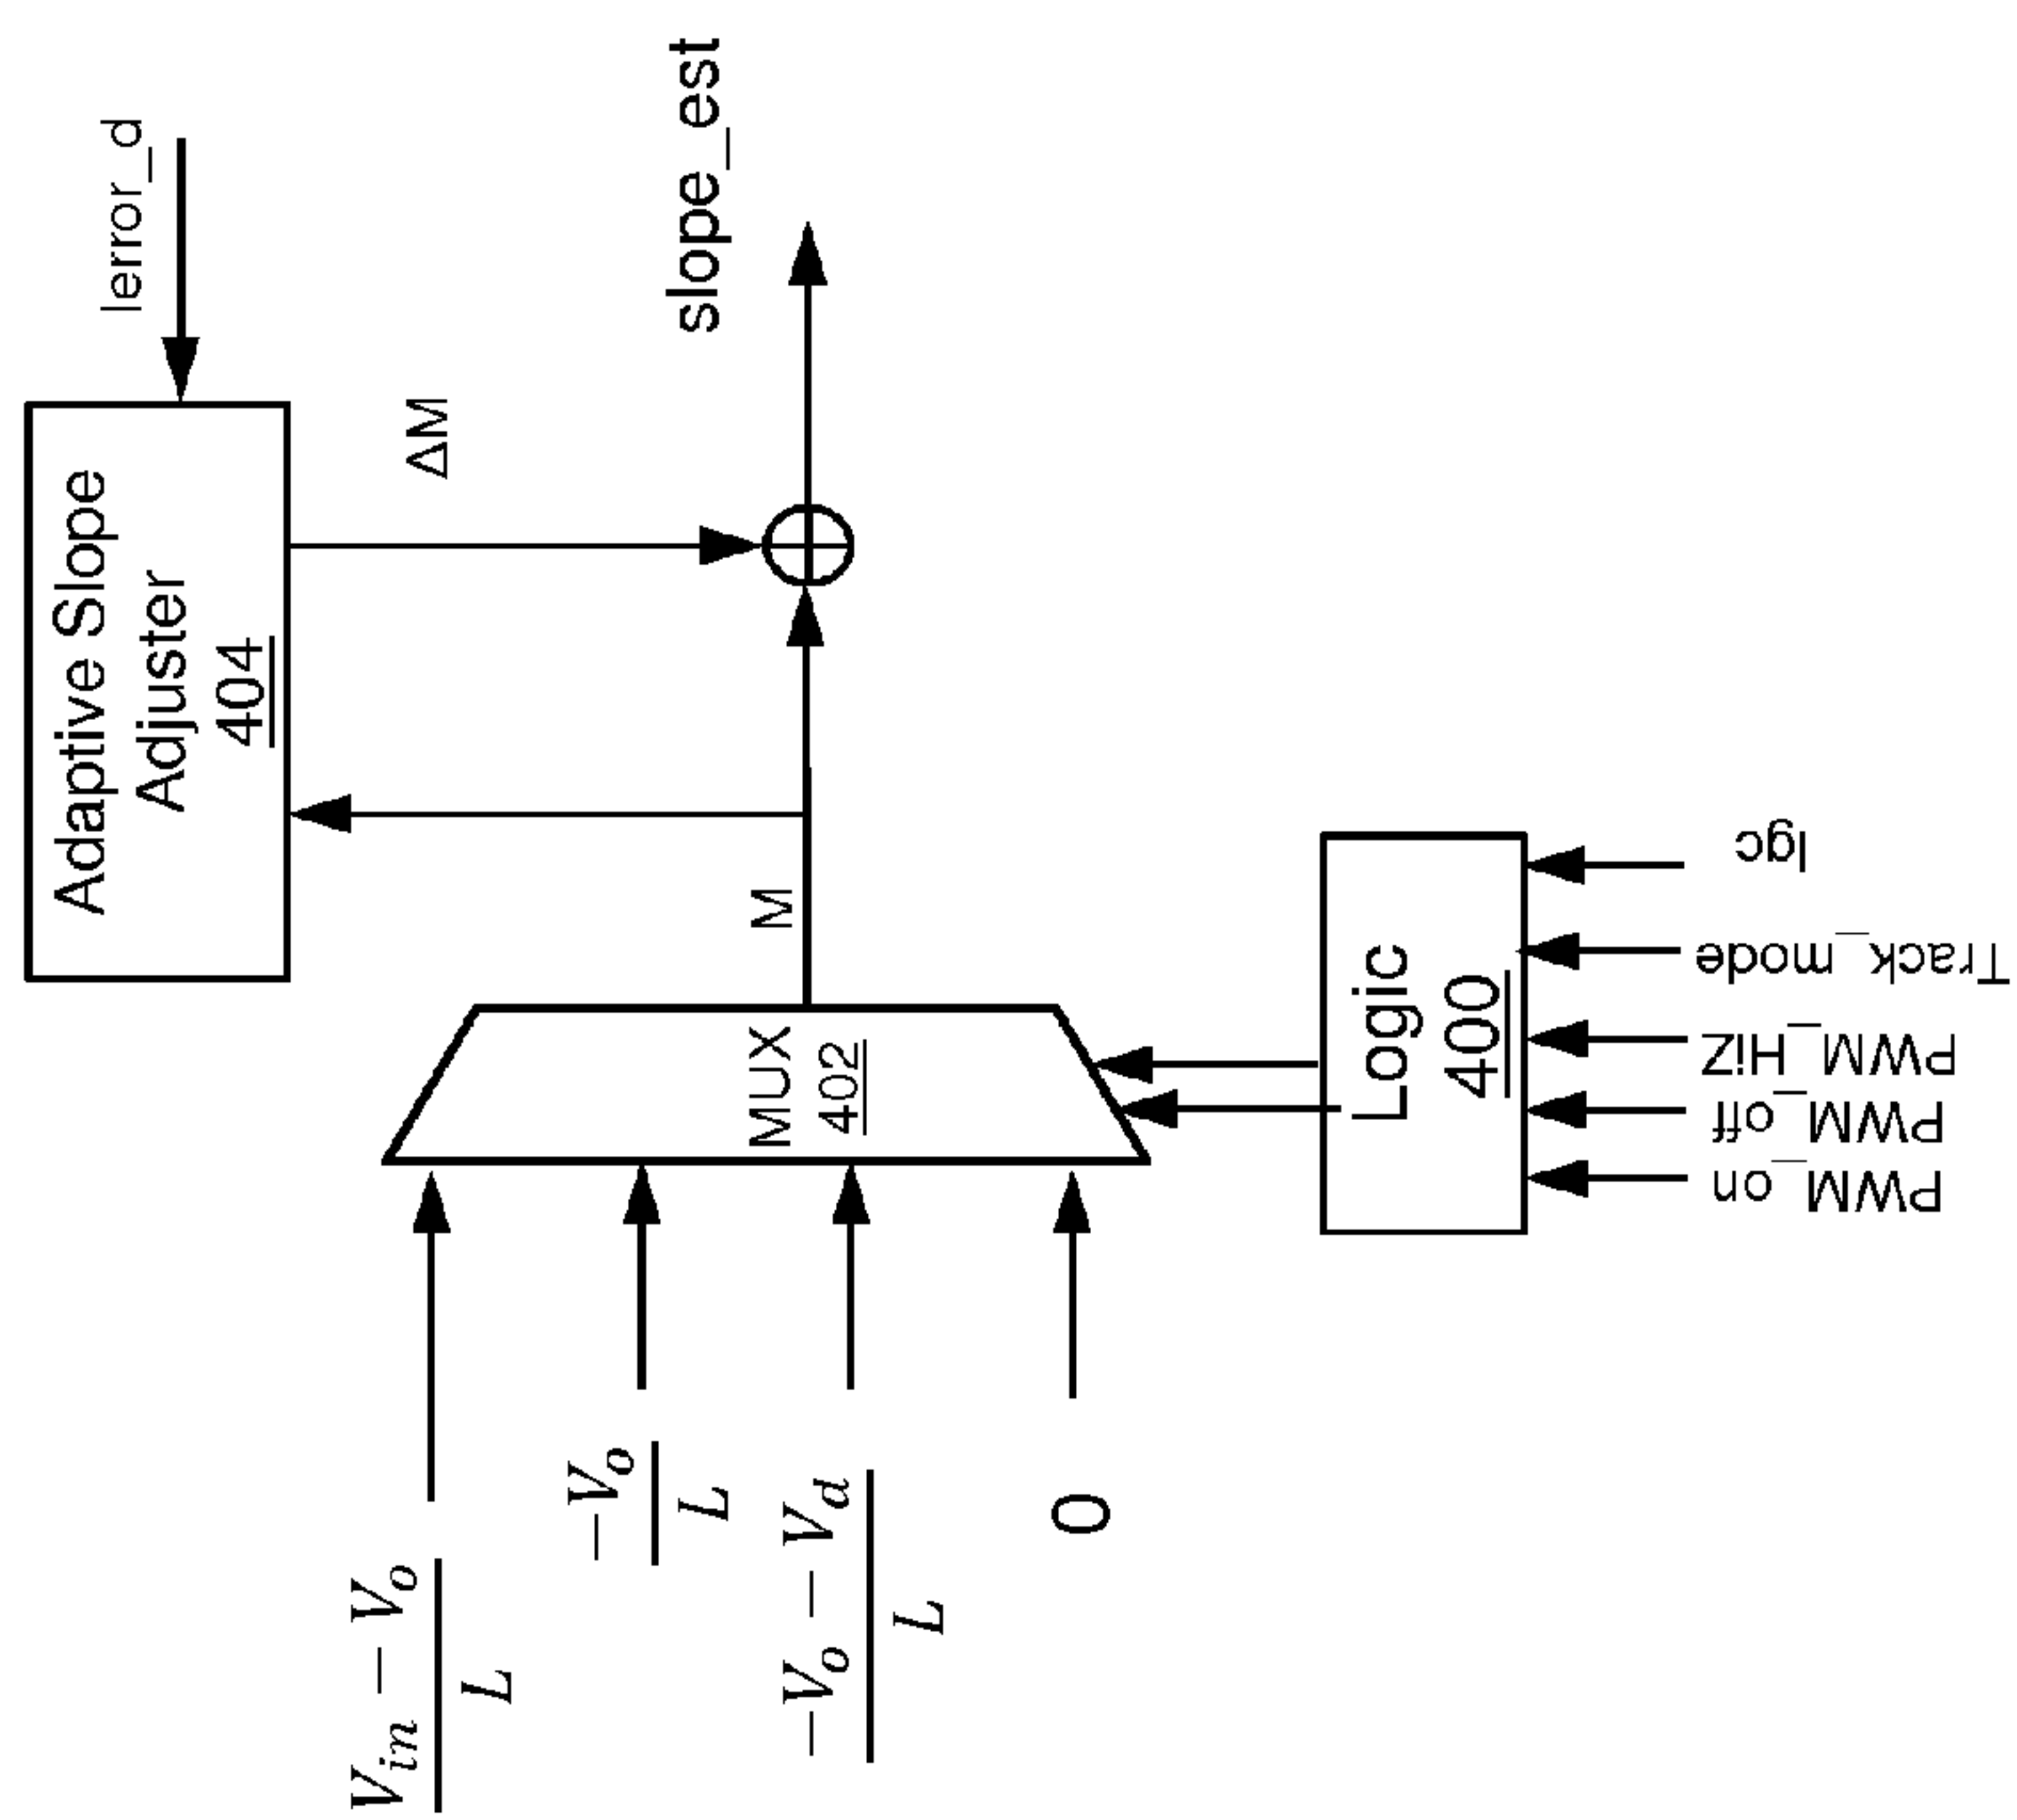 Adaptive Slope
Adjuster
404
Ierror_d
ΔM
slope_est
M
MUX
402
V_in − V_o
L
−V_o
L
−V_o − V_d
L
0
Logic
400
PWM_on
PWM_off
PWM_HiZ
Track_mode
Igc